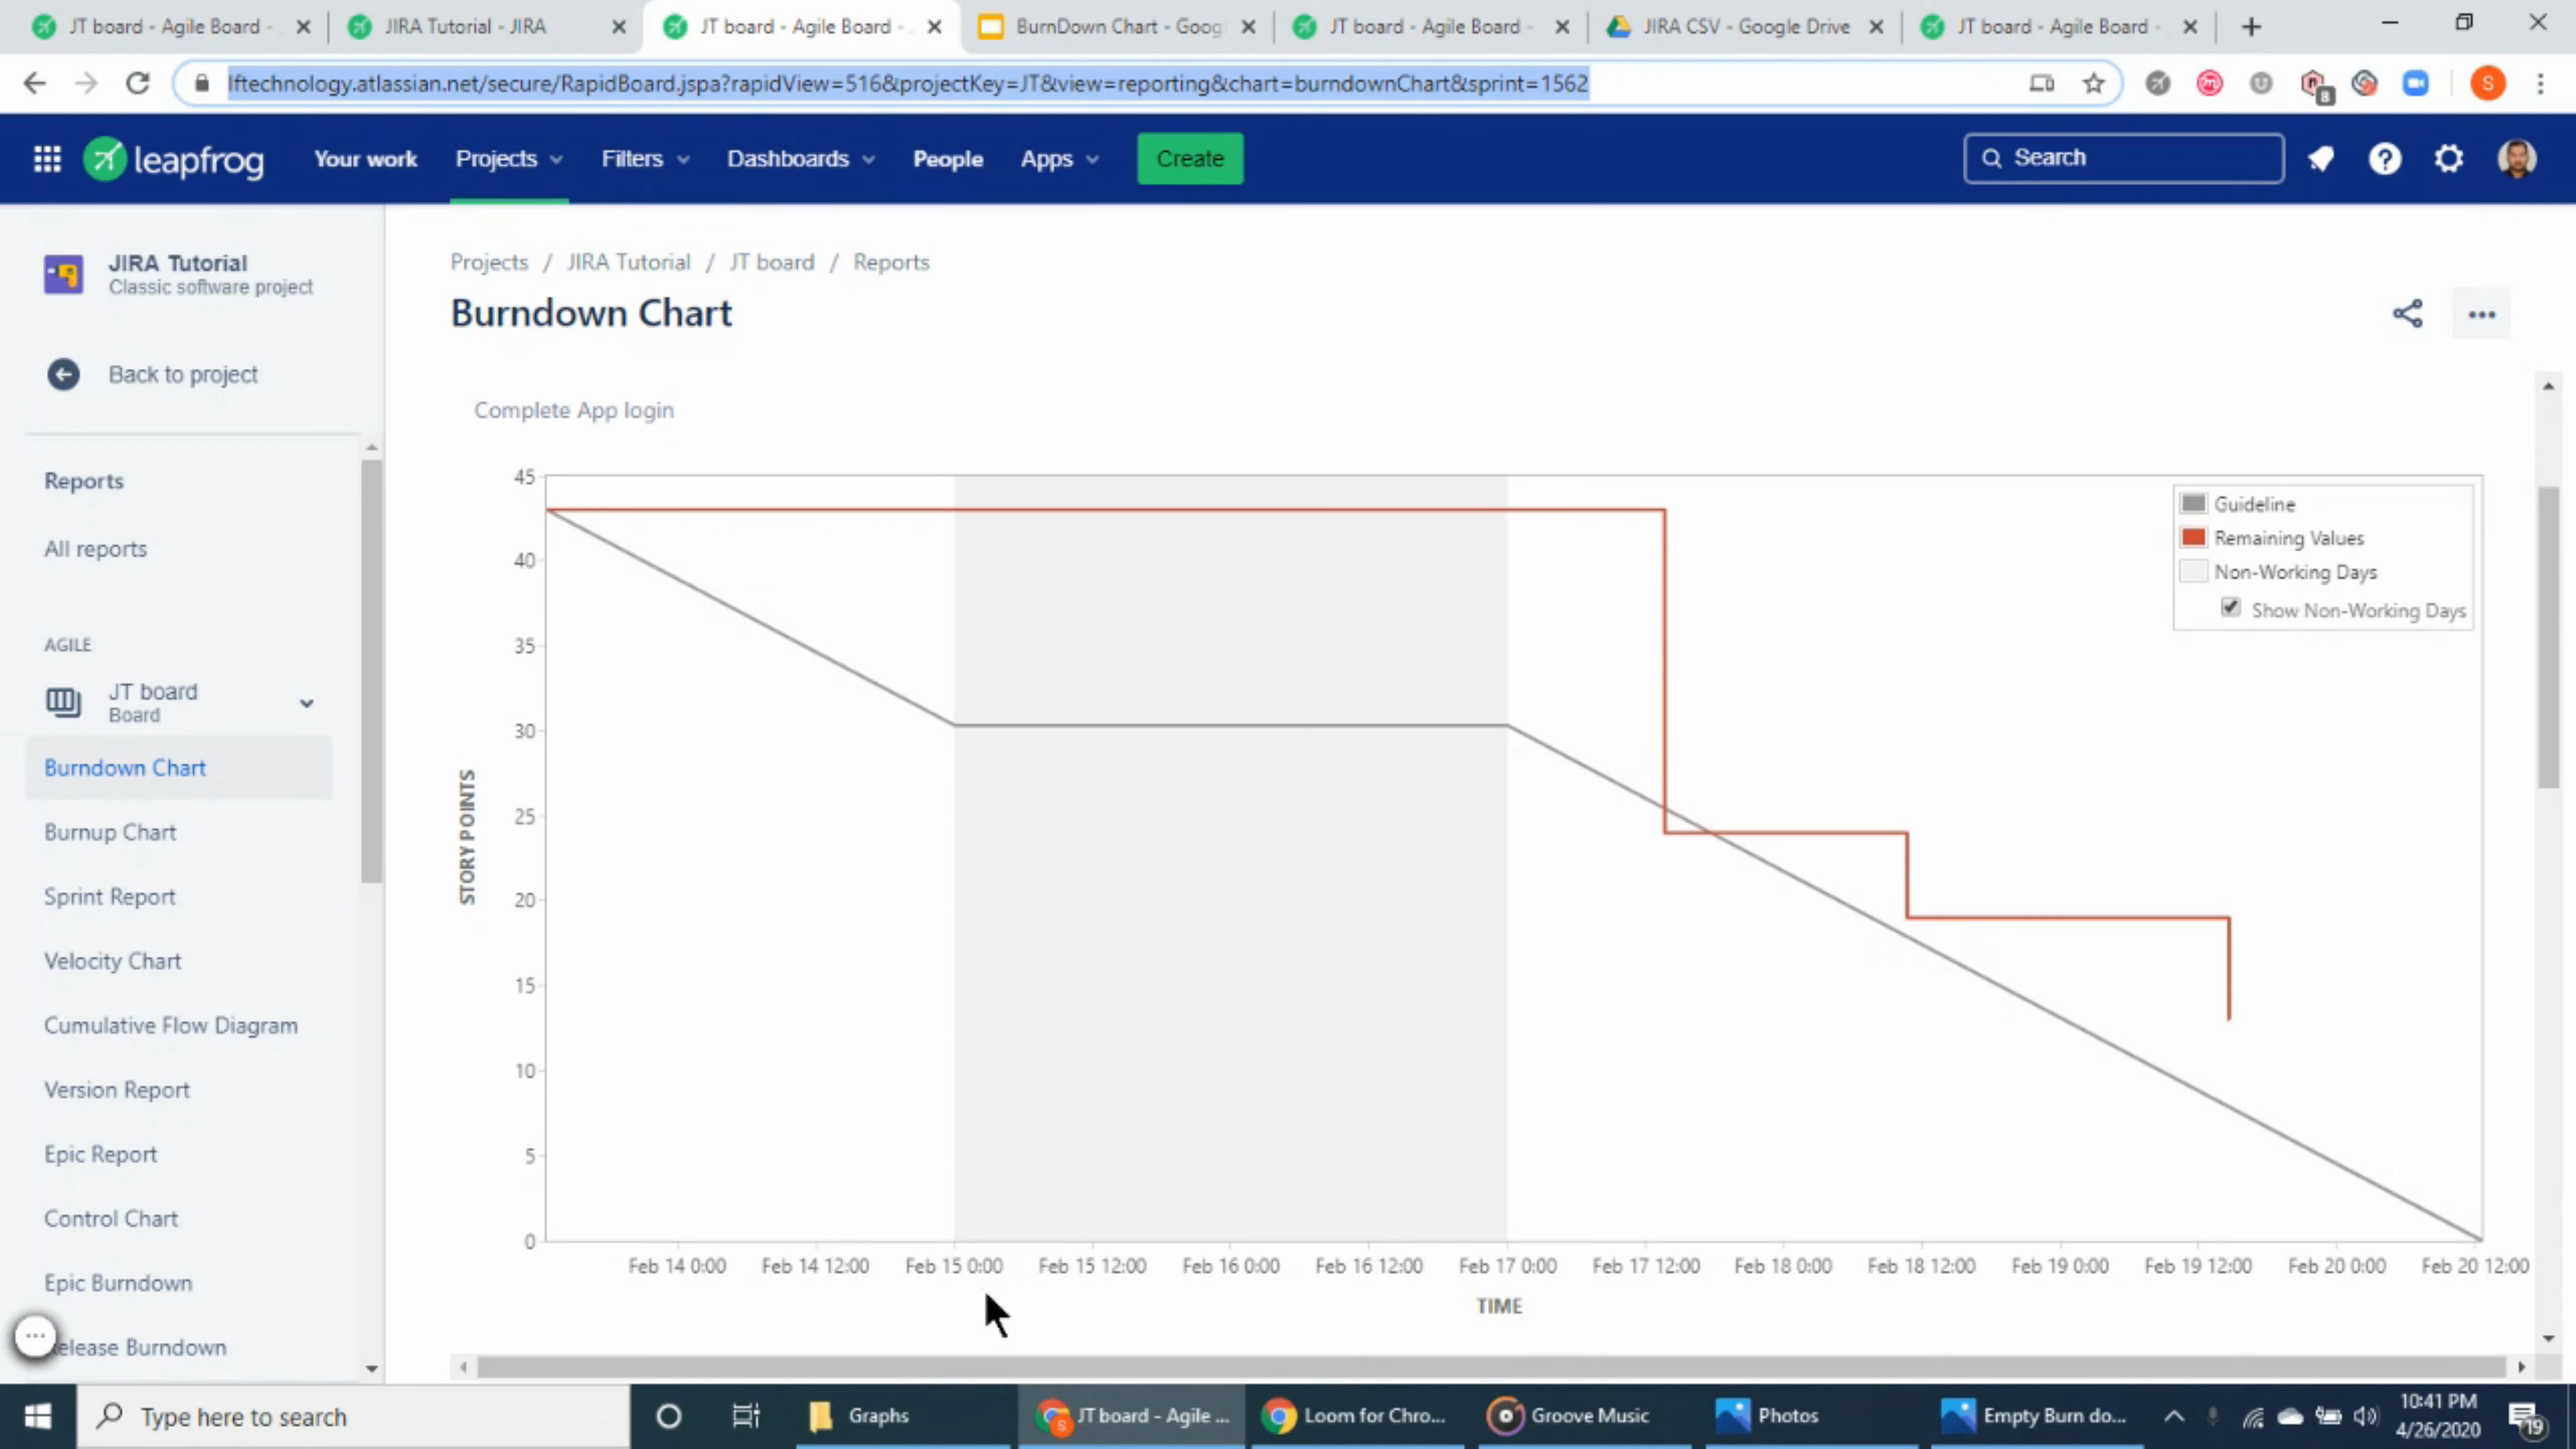 JT board - Agile Board -
JIRA Tutorial - JIRA
JT board - Agile Board -
BurnDown Chart - Goog
JT board - Agile Board -
JIRA CSV - Google Drive
JT board - Agile Board -
lftechnology.atlassian.net/secure/RapidBoard.jspa?rapidView=516&projectKey=JT&view=reporting&chart=burndownChart&sprint=1562
8
S
leapfrog
Your work
Projects
Filters
Dashboards
People
Apps
Create
Search
JIRA Tutorial
Classic software project
Back to project
Reports
All reports
AGILE
JT board
Board
Burndown Chart
Burnup Chart
Sprint Report
Velocity Chart
Cumulative Flow Diagram
Version Report
Epic Report
Control Chart
Epic Burndown
elease Burndown
Projects / JIRA Tutorial / JT board / Reports
Burndown Chart
Complete App login
45
40
35
30
25
20
15
10
5
0
STORY POINTS
Guideline
Remaining Values
Non-Working Days
Show Non-Working Days
Feb 14 0:00
Feb 14 12:00
Feb 15 0:00
Feb 15 12:00
Feb 16 0:00
Feb 16 12:00
Feb 17 0:00
Feb 17 12:00
Feb 18 0:00
Feb 18 12:00
Feb 19 0:00
Feb 19 12:00
Feb 20 0:00
Feb 20 12:00
TIME
Type here to search
Graphs
S
JT board - Agile ...
Loom for Chro...
Groove Music
Photos
Empty Burn do...
10:41 PM
4/26/2020
19